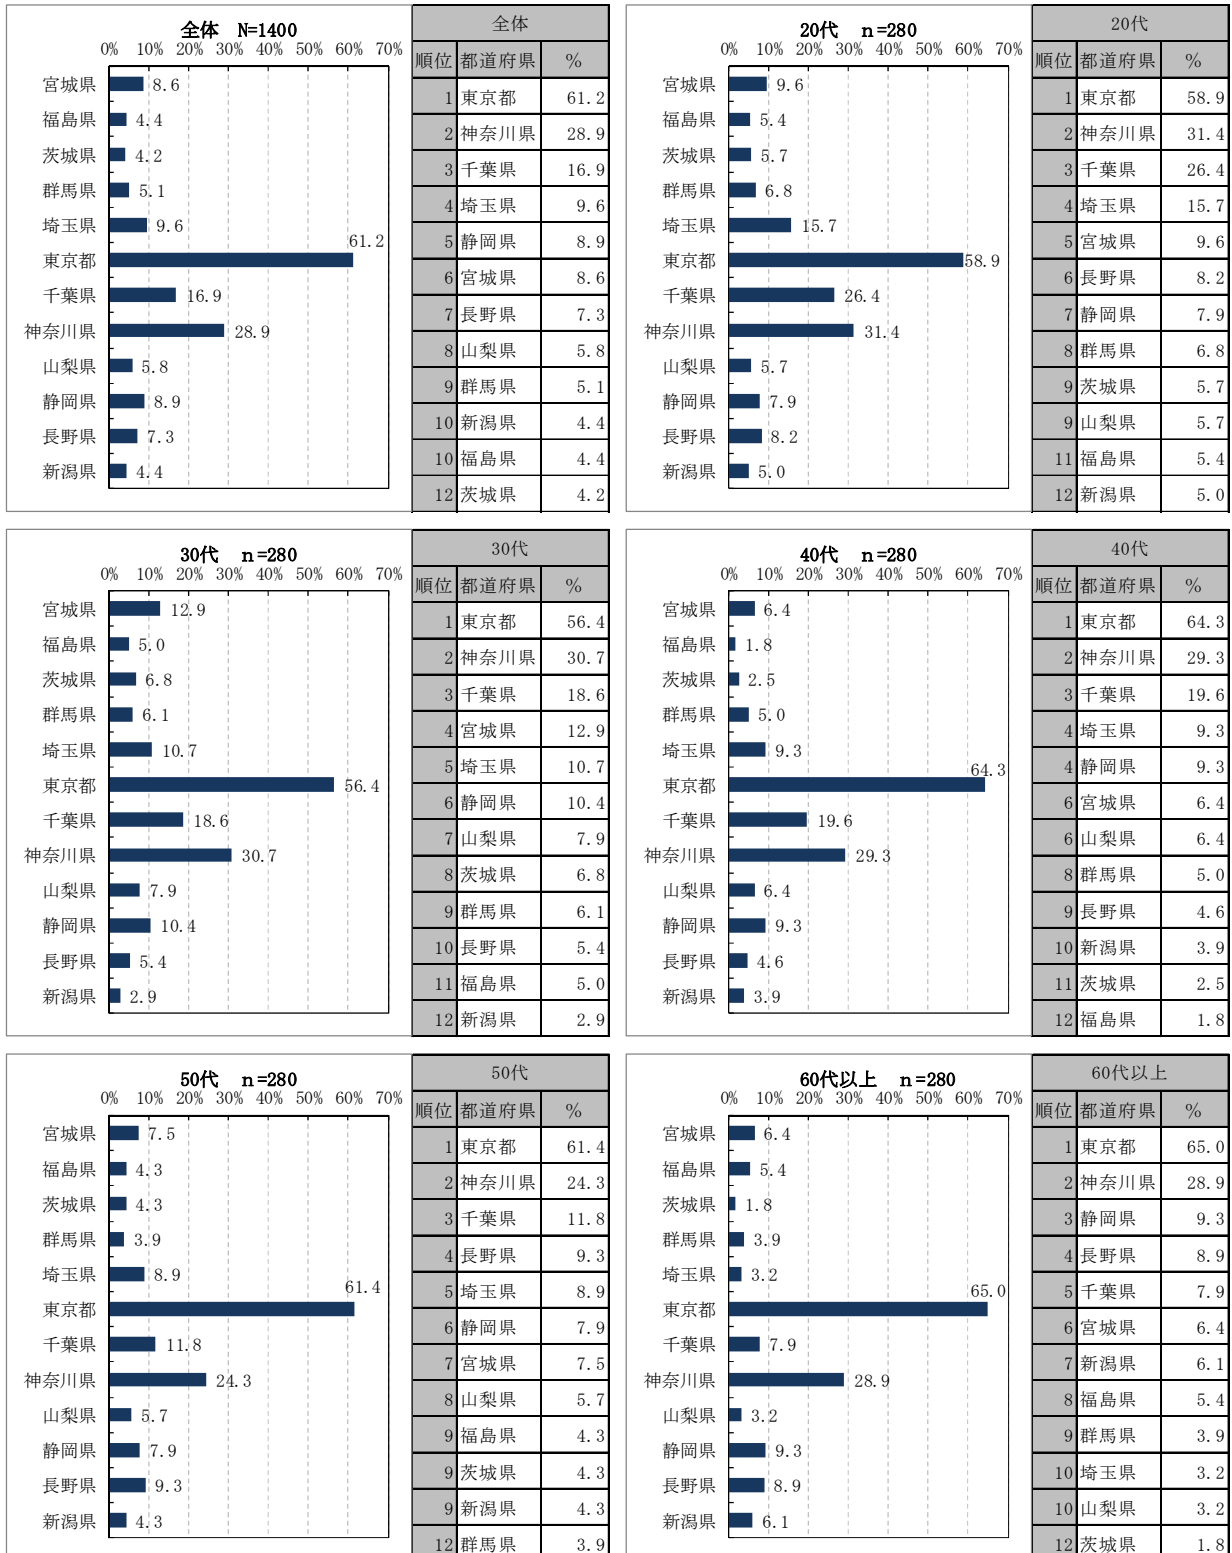 全体 N=1400
0% 10% 20% 30% 40% 50% 60% 70%
宮城県 8.6
福島県 4.4
茨城県 4.2
群馬県 5.1
埼玉県 9.6
東京都 61.2
千葉県 16.9
神奈川県 28.9
山梨県 5.8
静岡県 8.9
長野県 7.3
新潟県 4.4
全体
順位 都道府県 %
1 東京都 61.2
2 神奈川県 28.9
3 千葉県 16.9
4 埼玉県 9.6
5 静岡県 8.9
6 宮城県 8.6
7 長野県 7.3
8 山梨県 5.8
9 群馬県 5.1
10 新潟県 4.4
10 福島県 4.4
12 茨城県 4.2
20代 n=280
0% 10% 20% 30% 40% 50% 60% 70%
宮城県 9.6
福島県 5.4
茨城県 5.7
群馬県 6.8
埼玉県 15.7
東京都 58.9
千葉県 26.4
神奈川県 31.4
山梨県 5.7
静岡県 7.9
長野県 8.2
新潟県 5.0
20代
順位 都道府県 %
1 東京都 58.9
2 神奈川県 31.4
3 千葉県 26.4
4 埼玉県 15.7
5 宮城県 9.6
6 長野県 8.2
7 静岡県 7.9
8 群馬県 6.8
9 茨城県 5.7
9 山梨県 5.7
11 福島県 5.4
12 新潟県 5.0
30代 n=280
0% 10% 20% 30% 40% 50% 60% 70%
宮城県 12.9
福島県 5.0
茨城県 6.8
群馬県 6.1
埼玉県 10.7
東京都 56.4
千葉県 18.6
神奈川県 30.7
山梨県 7.9
静岡県 10.4
長野県 5.4
新潟県 2.9
30代
順位 都道府県 %
1 東京都 56.4
2 神奈川県 30.7
3 千葉県 18.6
4 宮城県 12.9
5 埼玉県 10.7
6 静岡県 10.4
7 山梨県 7.9
8 茨城県 6.8
9 群馬県 6.1
10 長野県 5.4
11 福島県 5.0
12 新潟県 2.9
40代 n=280
0% 10% 20% 30% 40% 50% 60% 70%
宮城県 6.4
福島県 1.8
茨城県 2.5
群馬県 5.0
埼玉県 9.3
東京都 64.3
千葉県 19.6
神奈川県 29.3
山梨県 6.4
静岡県 9.3
長野県 4.6
新潟県 3.9
40代
順位 都道府県 %
1 東京都 64.3
2 神奈川県 29.3
3 千葉県 19.6
4 埼玉県 9.3
4 静岡県 9.3
6 宮城県 6.4
6 山梨県 6.4
8 群馬県 5.0
9 長野県 4.6
10 新潟県 3.9
11 茨城県 2.5
12 福島県 1.8
50代 n=280
0% 10% 20% 30% 40% 50% 60% 70%
宮城県 7.5
福島県 4.3
茨城県 4.3
群馬県 3.9
埼玉県 8.9
東京都 61.4
千葉県 11.8
神奈川県 24.3
山梨県 5.7
静岡県 7.9
長野県 9.3
新潟県 4.3
50代
順位 都道府県 %
1 東京都 61.4
2 神奈川県 24.3
3 千葉県 11.8
4 長野県 9.3
5 埼玉県 8.9
6 静岡県 7.9
7 宮城県 7.5
8 山梨県 5.7
9 福島県 4.3
9 茨城県 4.3
9 新潟県 4.3
12 群馬県 3.9
60代以上 n=280
0% 10% 20% 30% 40% 50% 60% 70%
宮城県 6.4
福島県 5.4
茨城県 1.8
群馬県 3.9
埼玉県 3.2
東京都 65.0
千葉県 7.9
神奈川県 28.9
山梨県 3.2
静岡県 9.3
長野県 8.9
新潟県 6.1
60代以上
順位 都道府県 %
1 東京都 65.0
2 神奈川県 28.9
3 静岡県 9.3
4 長野県 8.9
5 千葉県 7.9
6 宮城県 6.4
7 新潟県 6.1
8 福島県 5.4
9 群馬県 3.9
10 埼玉県 3.2
10 山梨県 3.2
12 茨城県 1.8